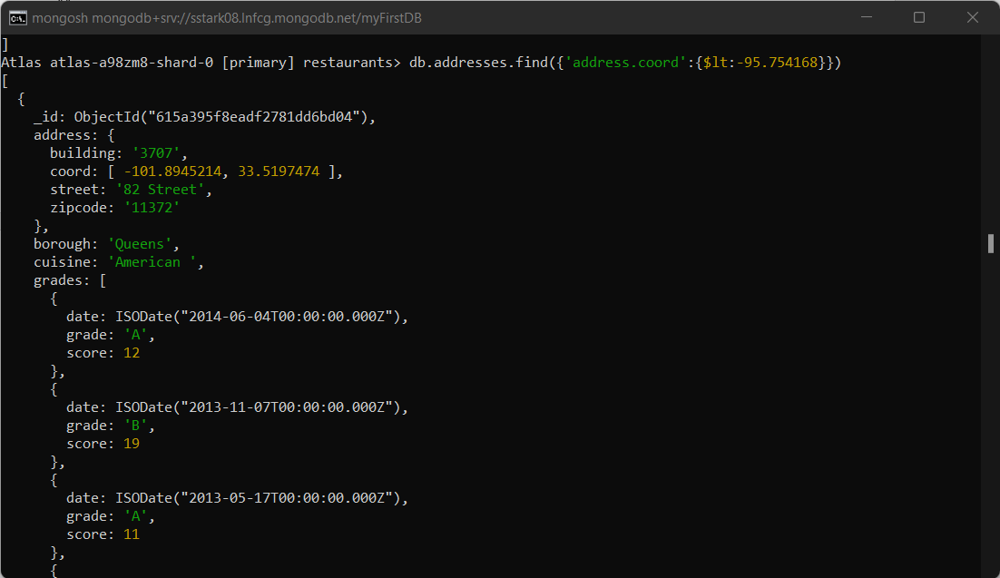 mongosh mongodb+srv://sstark08.lnfcg.mongodb.net/myFirstDB
]
Atlas atlas-a98zm8-shard-0 [primary] restaurants> db.addresses.find({'address.coord':{$lt:-95.754168}})
[
  {
    _id: ObjectId("615a395f8eadf2781dd6bd04"),
    address: {
      building: '3707',
      coord: [ -101.8945214, 33.5197474 ],
      street: '82 Street',
      zipcode: '11372'
    },
    borough: 'Queens',
    cuisine: 'American ',
    grades: [
      {
        date: ISODate("2014-06-04T00:00:00.000Z"),
        grade: 'A',
        score: 12
      },
      {
        date: ISODate("2013-11-07T00:00:00.000Z"),
        grade: 'B',
        score: 19
      },
      {
        date: ISODate("2013-05-17T00:00:00.000Z"),
        grade: 'A',
        score: 11
      },
      {